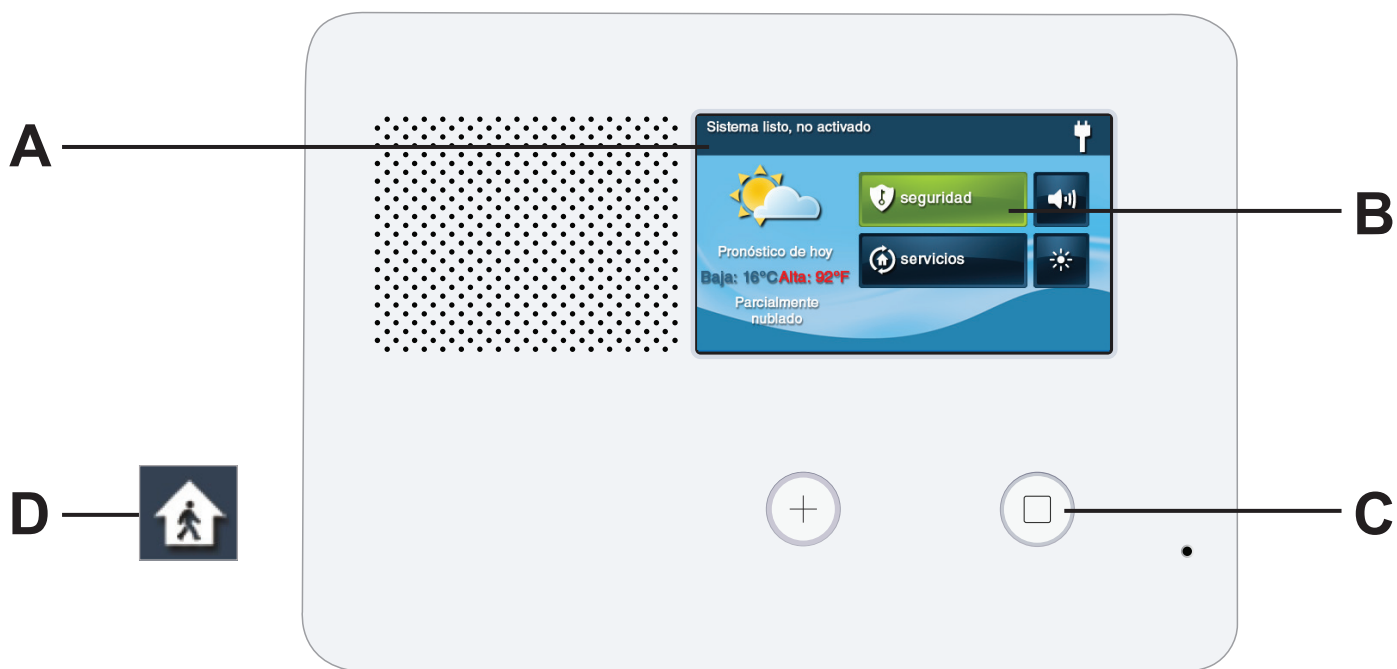 A
Sistema listo, no activado
seguridad
B
servicios
Pronóstico de hoy
Baja: 16°C Alta: 92°F
Parcialmente
nublado
D
C